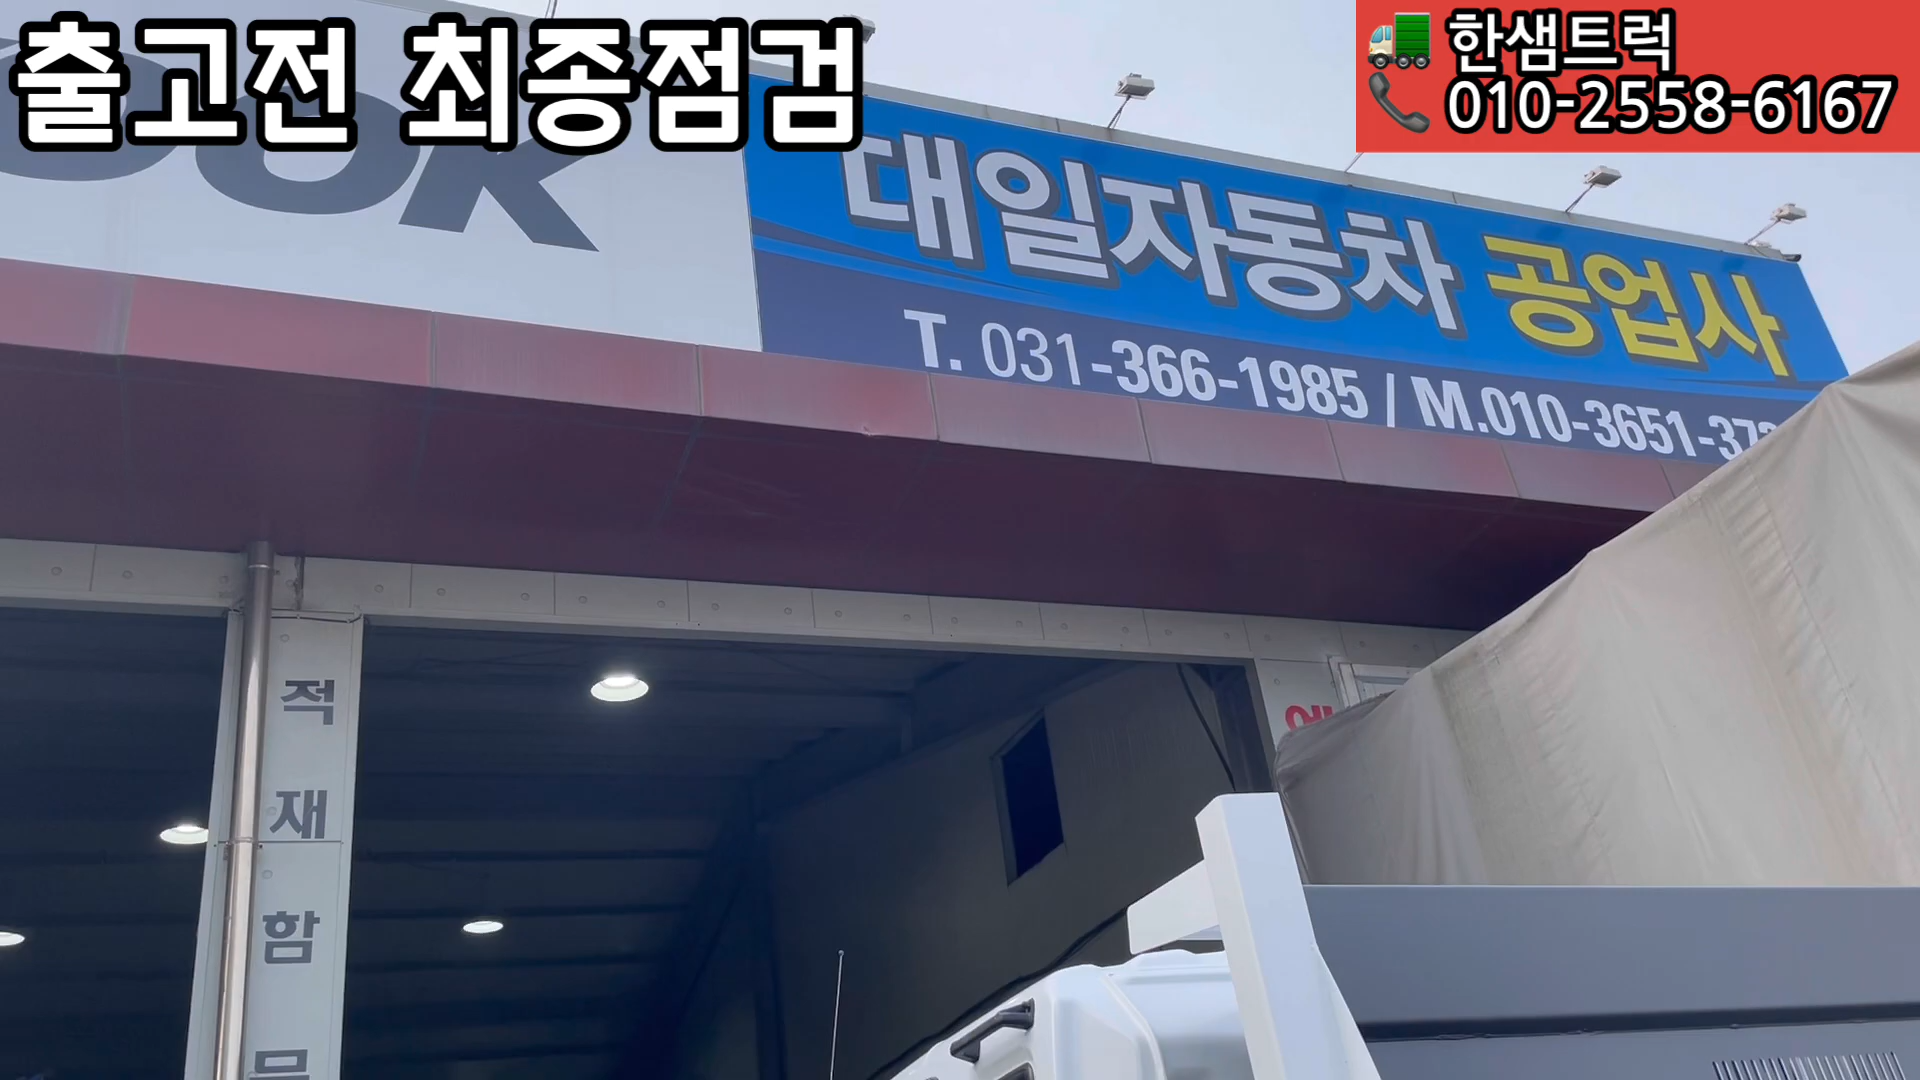 출고전 최종점검
한샘트럭
010-2558-6167
OOK
대일자동차 공업사
T. 031-366-1985 / M.010-3651-37
적
재
함